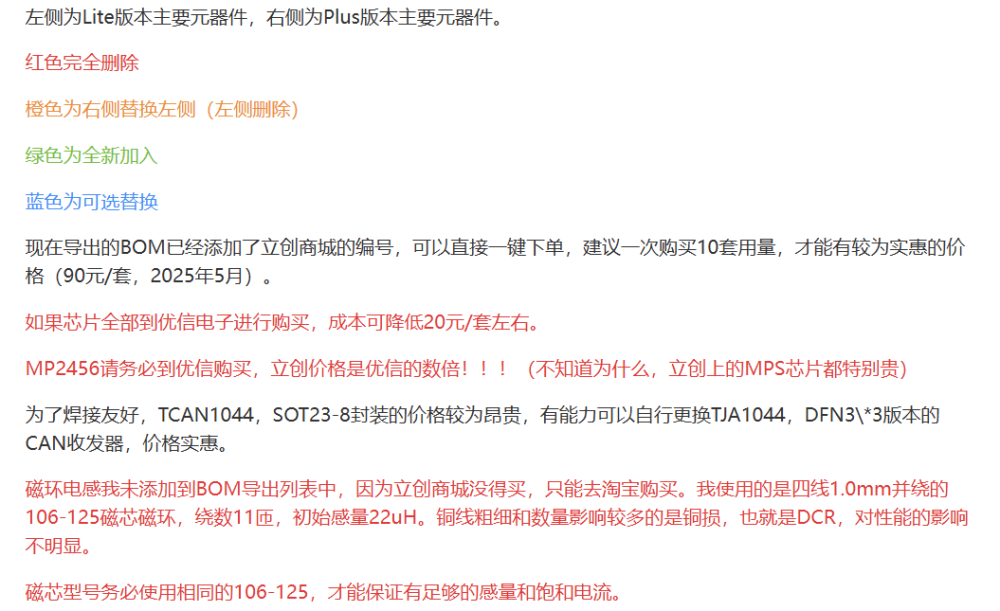 左侧为Lite版本主要元器件，右侧为Plus版本主要元器件。
红色完全删除
橙色为右侧替换左侧（左侧删除）
绿色为全新加入
蓝色为可选替换
现在导出的BOM已经添加了立创商城的编号，可以直接一键下单，建议一次购买10套用量，才能有较为实惠的价
格（90元/套，2025年5月）。
如果芯片全部到优信电子进行购买，成本可降低20元/套左右。
MP2456请务必到优信购买，立创价格是优信的数倍！！！（不知道为什么，立创上的MPS芯片都特别贵）
为了焊接友好，TCAN1044，SOT23-8封装的价格较为昂贵，有能力可以自行更换TJA1044，DFN3\*3版本的
CAN收发器，价格实惠。
磁环电感我未添加到BOM导出列表中，因为立创商城没得买，只能去淘宝购买。我使用的是四线1.0mm并绕的
106-125磁芯磁环，绕数11匝，初始感量22uH。铜线粗细和数量影响较多的是铜损，也就是DCR，对性能的影响
不明显。
磁芯型号务必使用相同的106-125，才能保证有足够的感量和饱和电流。